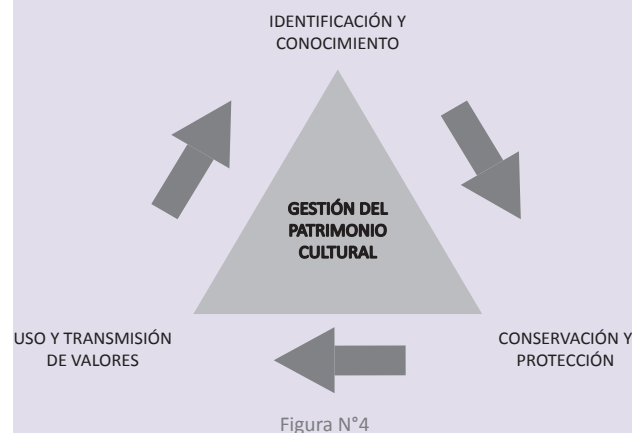 IDENTIFICACIÓN Y
CONOCIMIENTO
GESTIÓN DEL
PATRIMONIO
CULTURAL
USO Y TRANSMISIÓN
DE VALORES
CONSERVACIÓN Y
PROTECCIÓN
Figura N°4